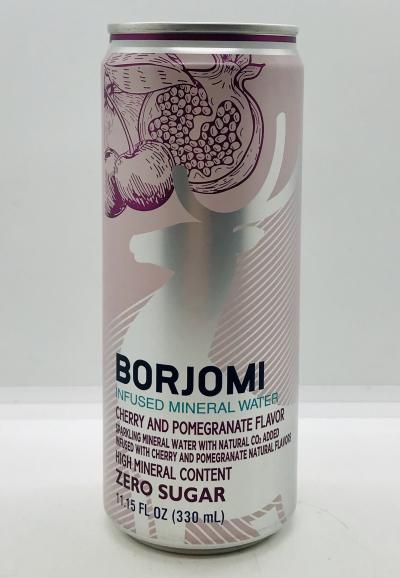 BORJOMI
INFUSED MINERAL WATER
CHERRY AND POMEGRANATE FLAVOR
SPARKLING MINERAL WATER WITH NATURAL CO₂ ADDED
INFUSED WITH CHERRY AND POMEGRANATE NATURAL FLAVORS
HIGH MINERAL CONTENT
ZERO SUGAR
11.15 FL OZ (330 mL)